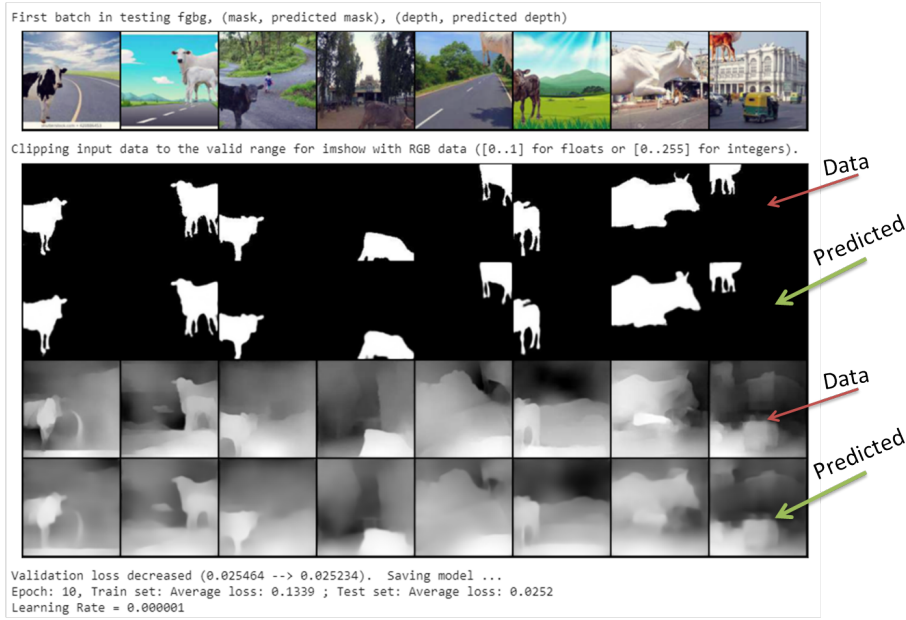 First batch in testing fgbg, (mask, predicted mask), (depth, predicted depth)
Clipping input data to the valid range for imshow with RGB data ([0..1] for floats or [0..255] for integers).
Data
Predicted
Data
Predicted
Validation loss decreased (0.025464 --> 0.025234).  Saving model ...
Epoch: 10, Train set: Average loss: 0.1339 ; Test set: Average loss: 0.0252
Learning Rate = 0.000001